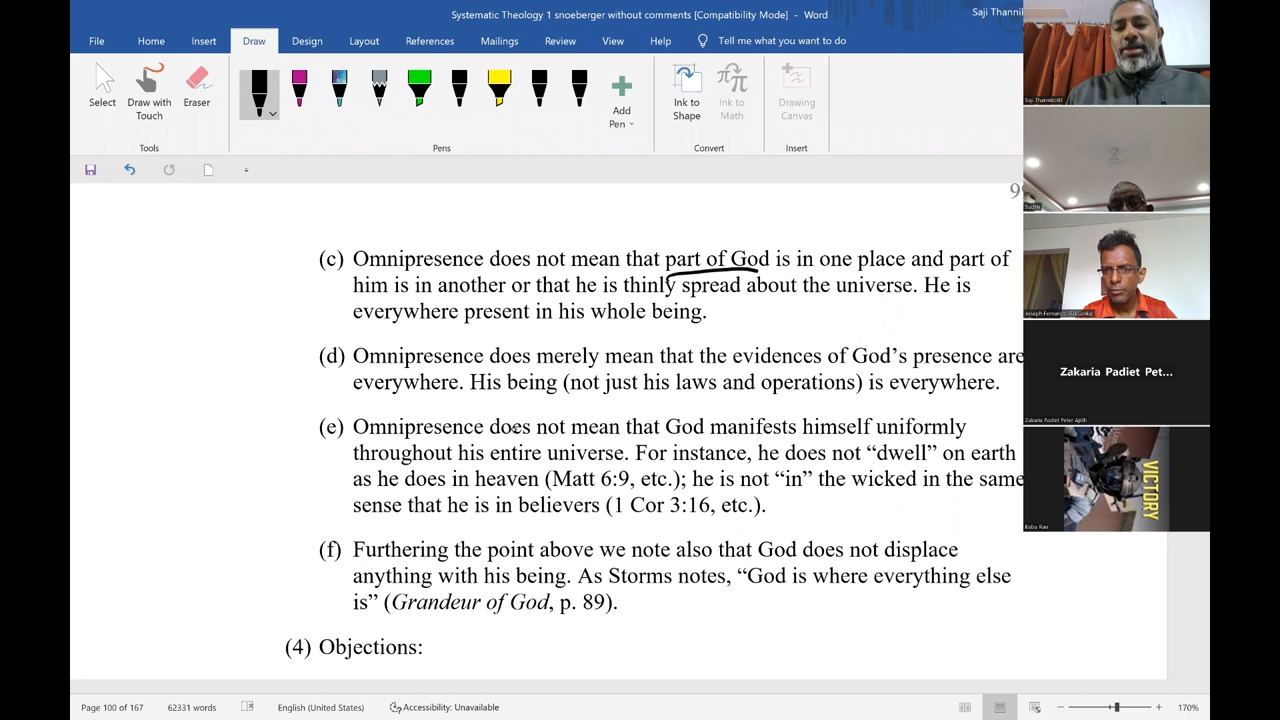 Systematic Theology 1 snoeberger without comments [Compatibility Mode] - Word
Saji Thannik
File Home Insert Draw Design Layout References Mailings Review View Help Tell me what you want to do
Select Draw with Touch Eraser Add Pen Ink to Shape Ink to Math Drawing Canvas
Tools Pens Convert Insert
(c) Omnipresence does not mean that part of God is in one place and part of
him is in another or that he is thinly spread about the universe. He is
everywhere present in his whole being.
(d) Omnipresence does merely mean that the evidences of God’s presence are
everywhere. His being (not just his laws and operations) is everywhere.
(e) Omnipresence does not mean that God manifests himself uniformly
throughout his entire universe. For instance, he does not “dwell” on earth
as he does in heaven (Matt 6:9, etc.); he is not “in” the wicked in the same
sense that he is in believers (1 Cor 3:16, etc.).
(f) Furthering the point above we note also that God does not displace
anything with his being. As Storms notes, “God is where everything else
is” (Grandeur of God, p. 89).
(4) Objections:
Page 100 of 167 62331 words English (United States) Accessibility: Unavailable 170%
Saji Thannikottil
Sudhir
Zakaria Padiet Pet...
Zakaria Padiet Peter Ajith
VICTORY
Babu Rao